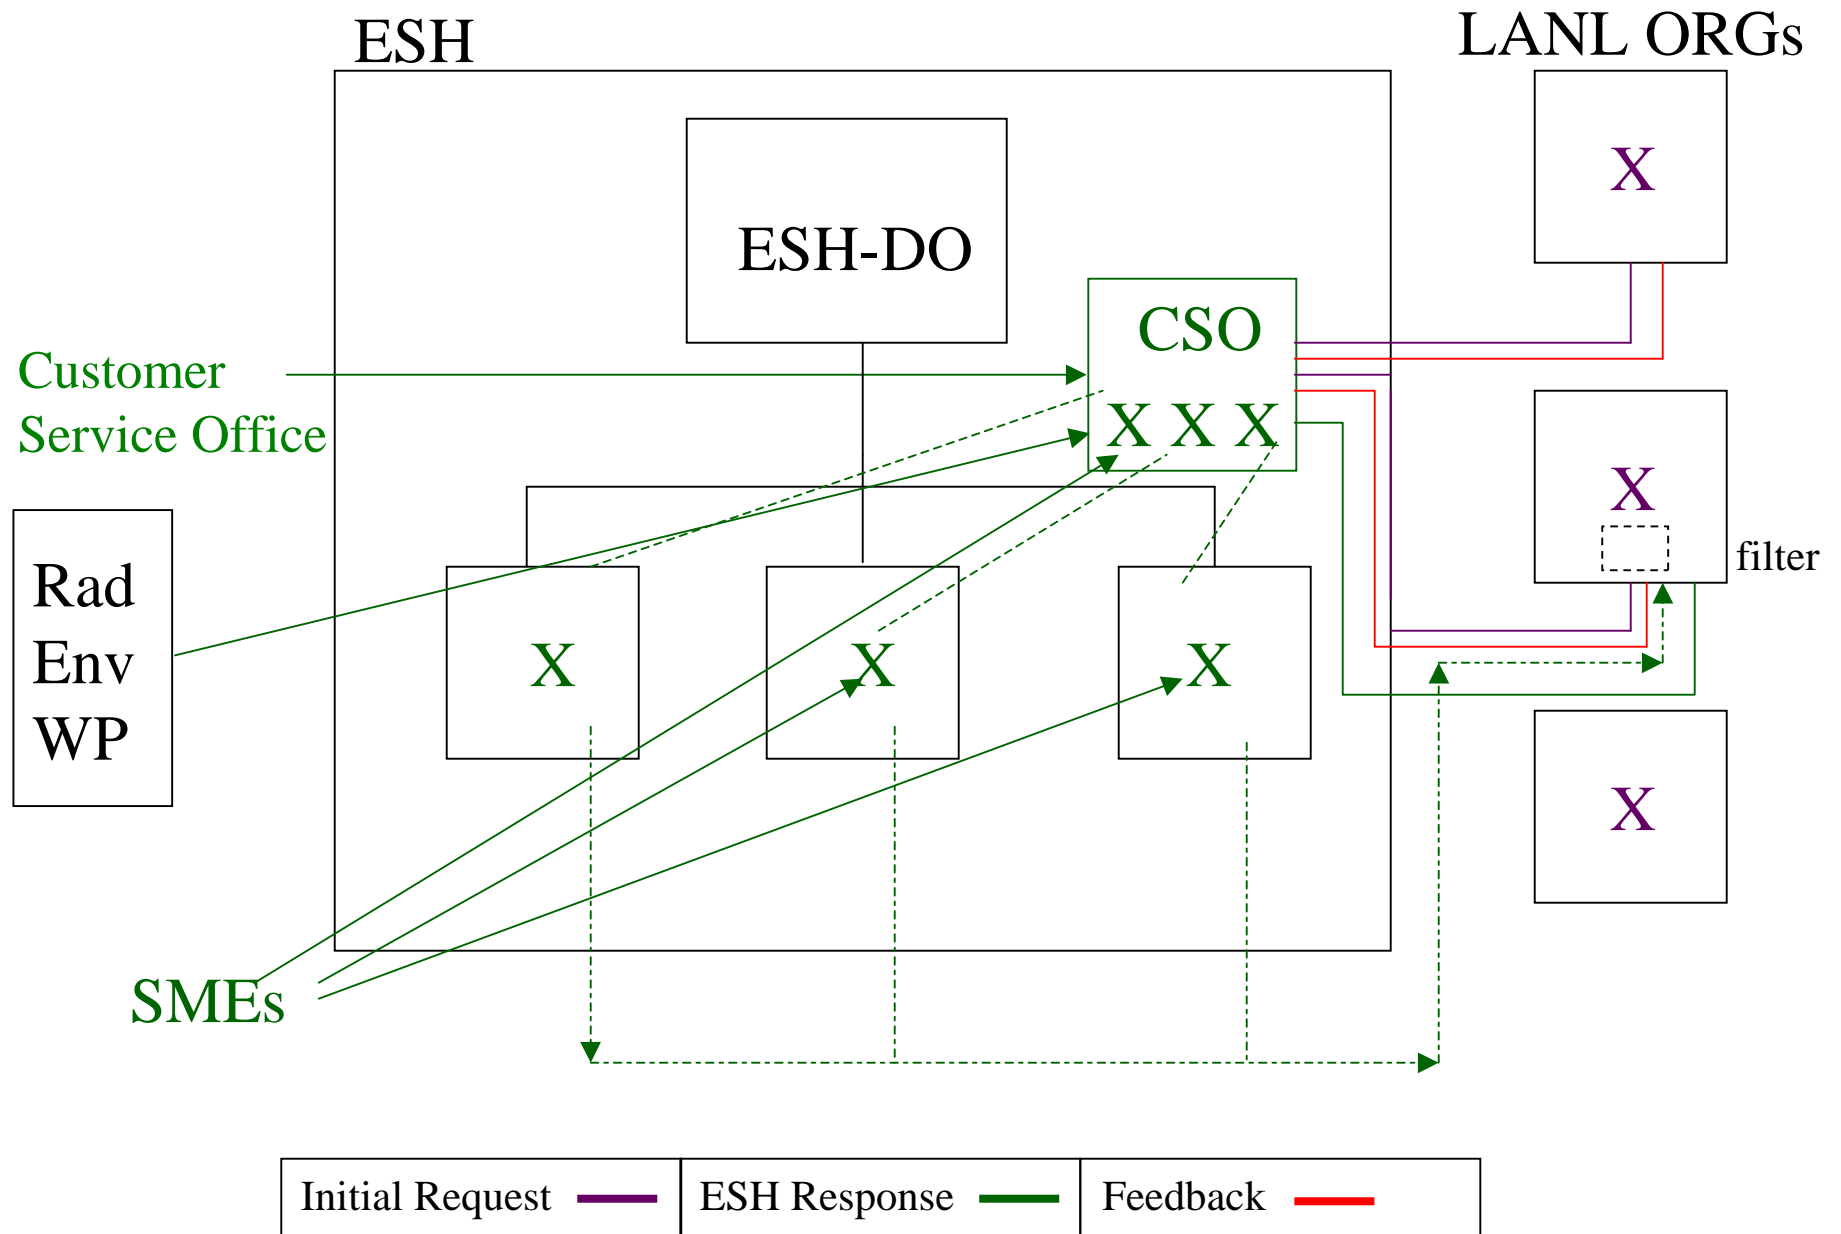 ESH
LANL ORGs
X
ESH-DO
CSO
Customer
Service Office
X X X
X
filter
Rad
Env
WP
X
X
X
X
SMEs
Initial Request
ESH Response
Feedback